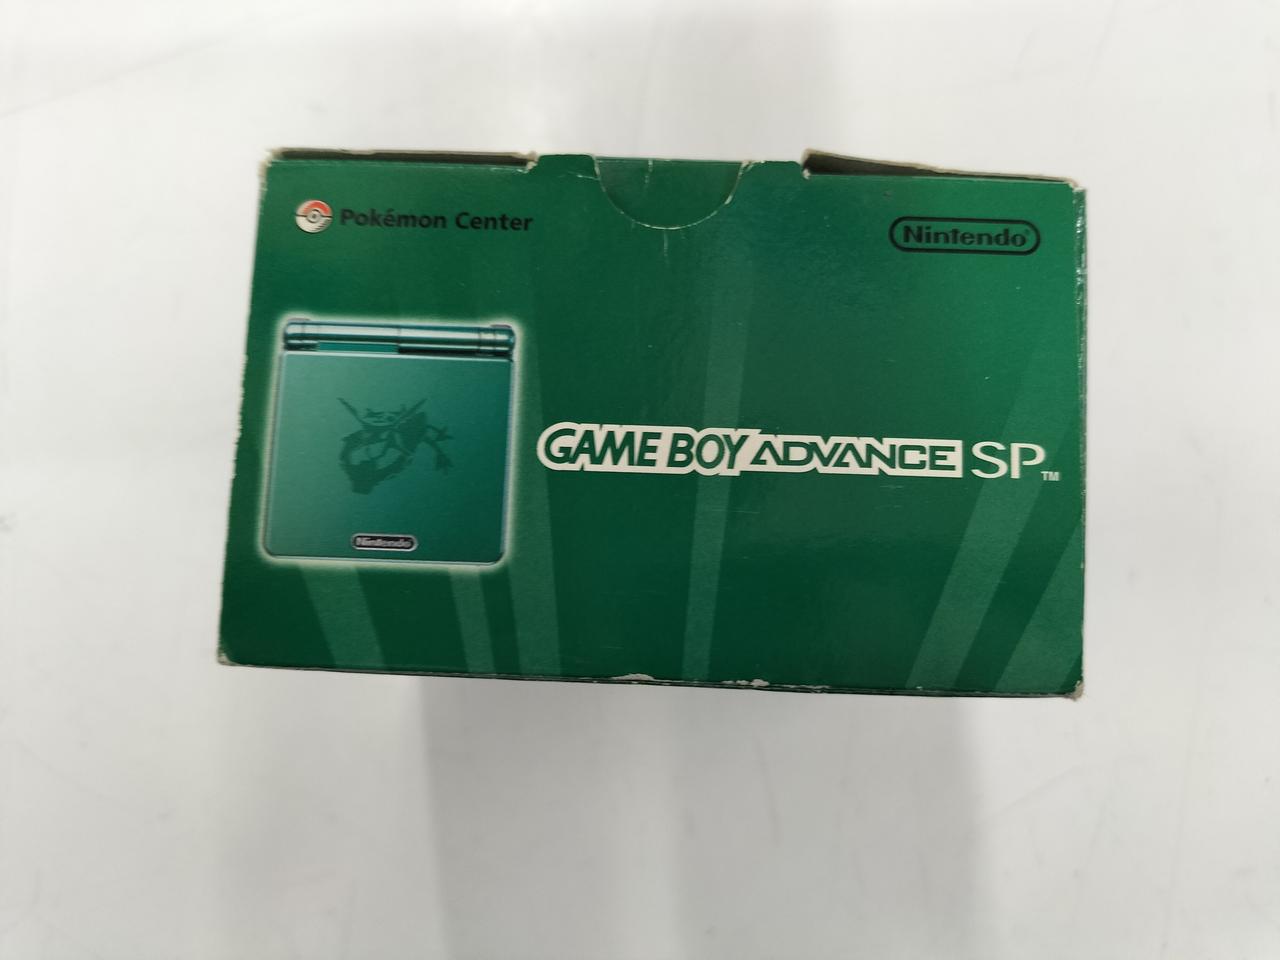 Pokémon Center
Nintendo®
Nintendo
GAME BOY ADVANCE SP™